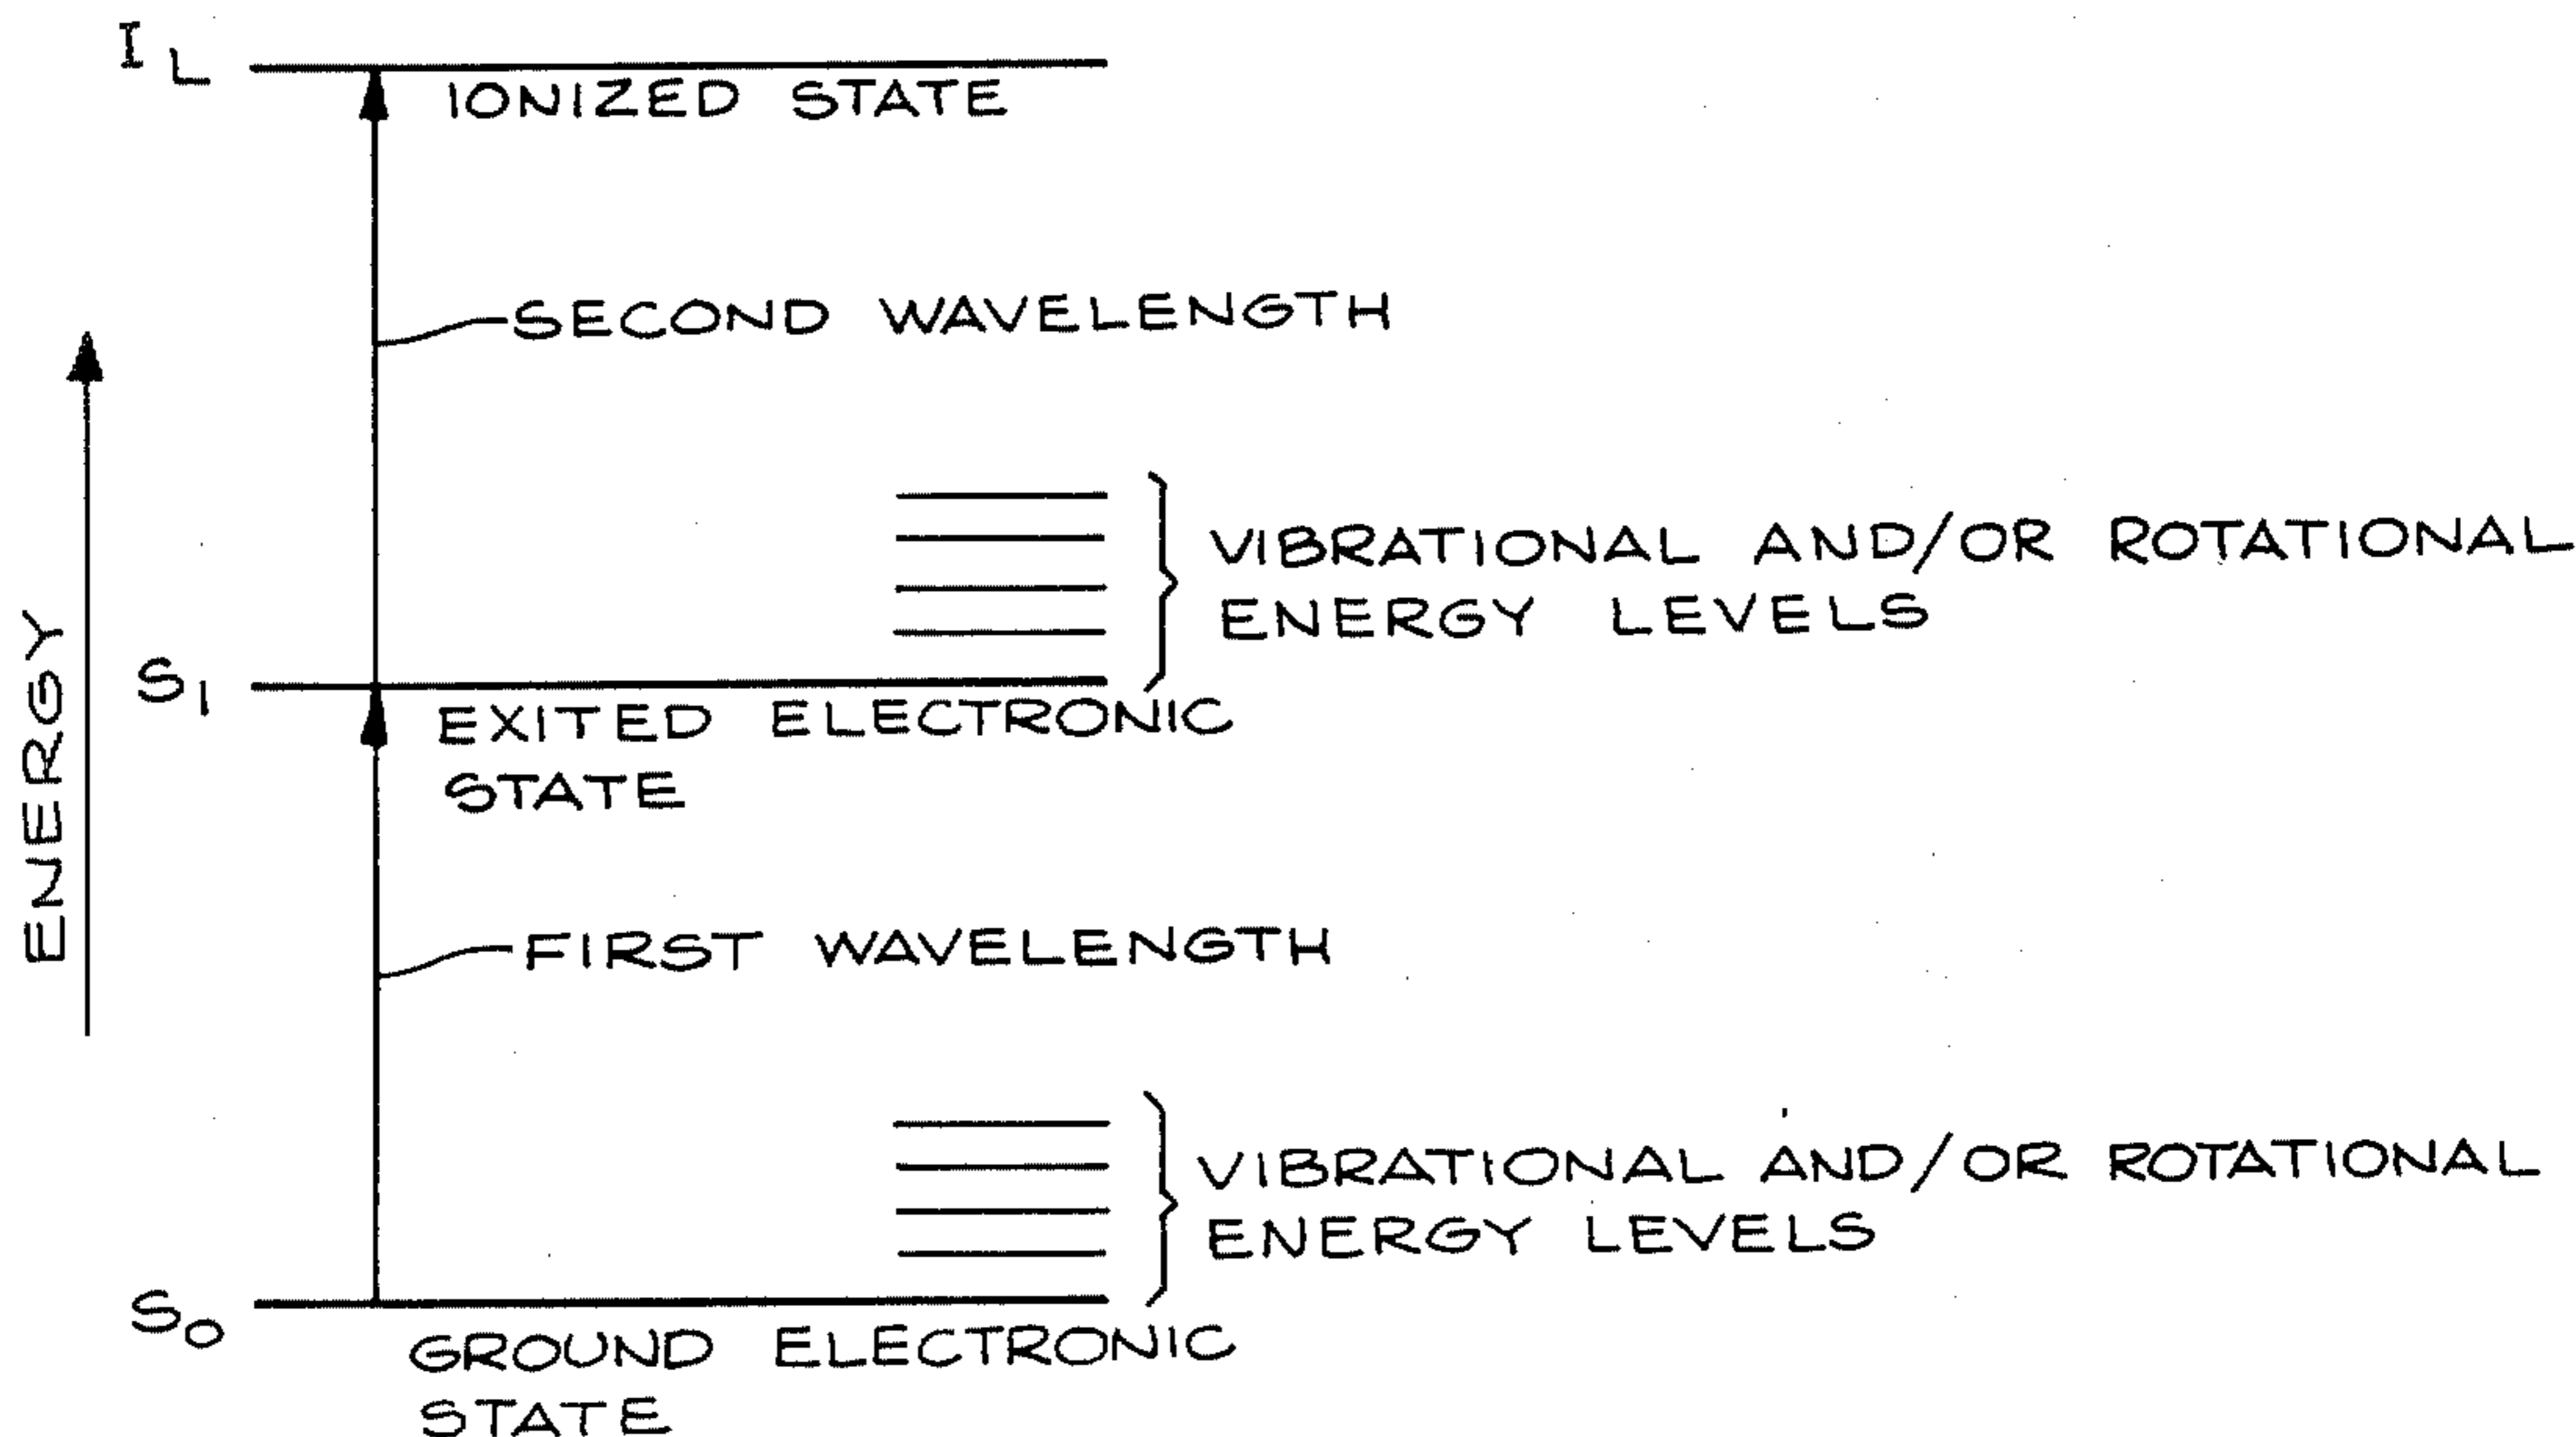 I L
IONIZED STATE
SECOND WAVELENGTH
VIBRATIONAL AND/OR ROTATIONAL
ENERGY LEVELS
ENERGY
S1
EXITED ELECTRONIC
STATE
FIRST WAVELENGTH
VIBRATIONAL AND/OR ROTATIONAL
ENERGY LEVELS
S0
GROUND ELECTRONIC
STATE